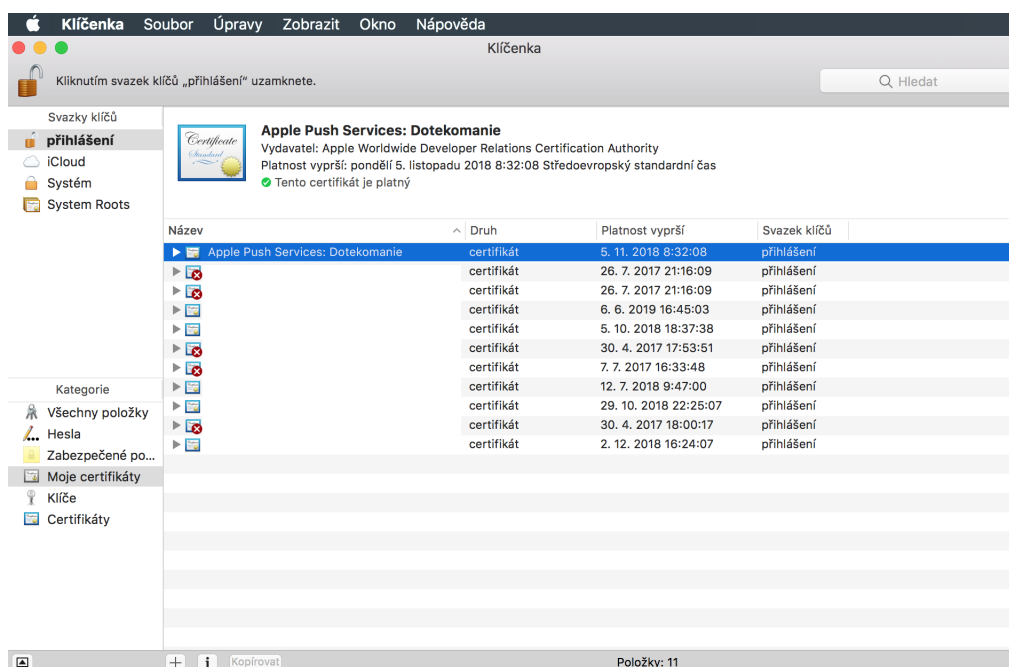 Klíčenka Soubor Úpravy Zobrazit Okno Nápověda
Klíčenka
Kliknutím svazek klíčů „přihlášení“ uzamknete.
Hledat
Svazky klíčů
přihlášení
iCloud
Systém
System Roots
Certificate
Standard
Apple Push Services: Dotekomanie
Vydavatel: Apple Worldwide Developer Relations Certification Authority
Platnost vyprší: pondělí 5. listopadu 2018 8:32:08 Středoevropský standardní čas
Tento certifikát je platný
Název Druh Platnost vyprší Svazek klíčů
Apple Push Services: Dotekomanie certifikát 5. 11. 2018 8:32:08 přihlášení
certifikát 26. 7. 2017 21:16:09 přihlášení
certifikát 26. 7. 2017 21:16:09 přihlášení
certifikát 6. 6. 2019 16:45:03 přihlášení
certifikát 5. 10. 2018 18:37:38 přihlášení
certifikát 30. 4. 2017 17:53:51 přihlášení
certifikát 7. 7. 2017 16:33:48 přihlášení
certifikát 12. 7. 2018 9:47:00 přihlášení
certifikát 29. 10. 2018 22:25:07 přihlášení
certifikát 30. 4. 2017 18:00:17 přihlášení
certifikát 2. 12. 2018 16:24:07 přihlášení
Kategorie
Všechny položky
Hesla
Zabezpečené po...
Moje certifikáty
Klíče
Certifikáty
Kopírovat
Položky: 11